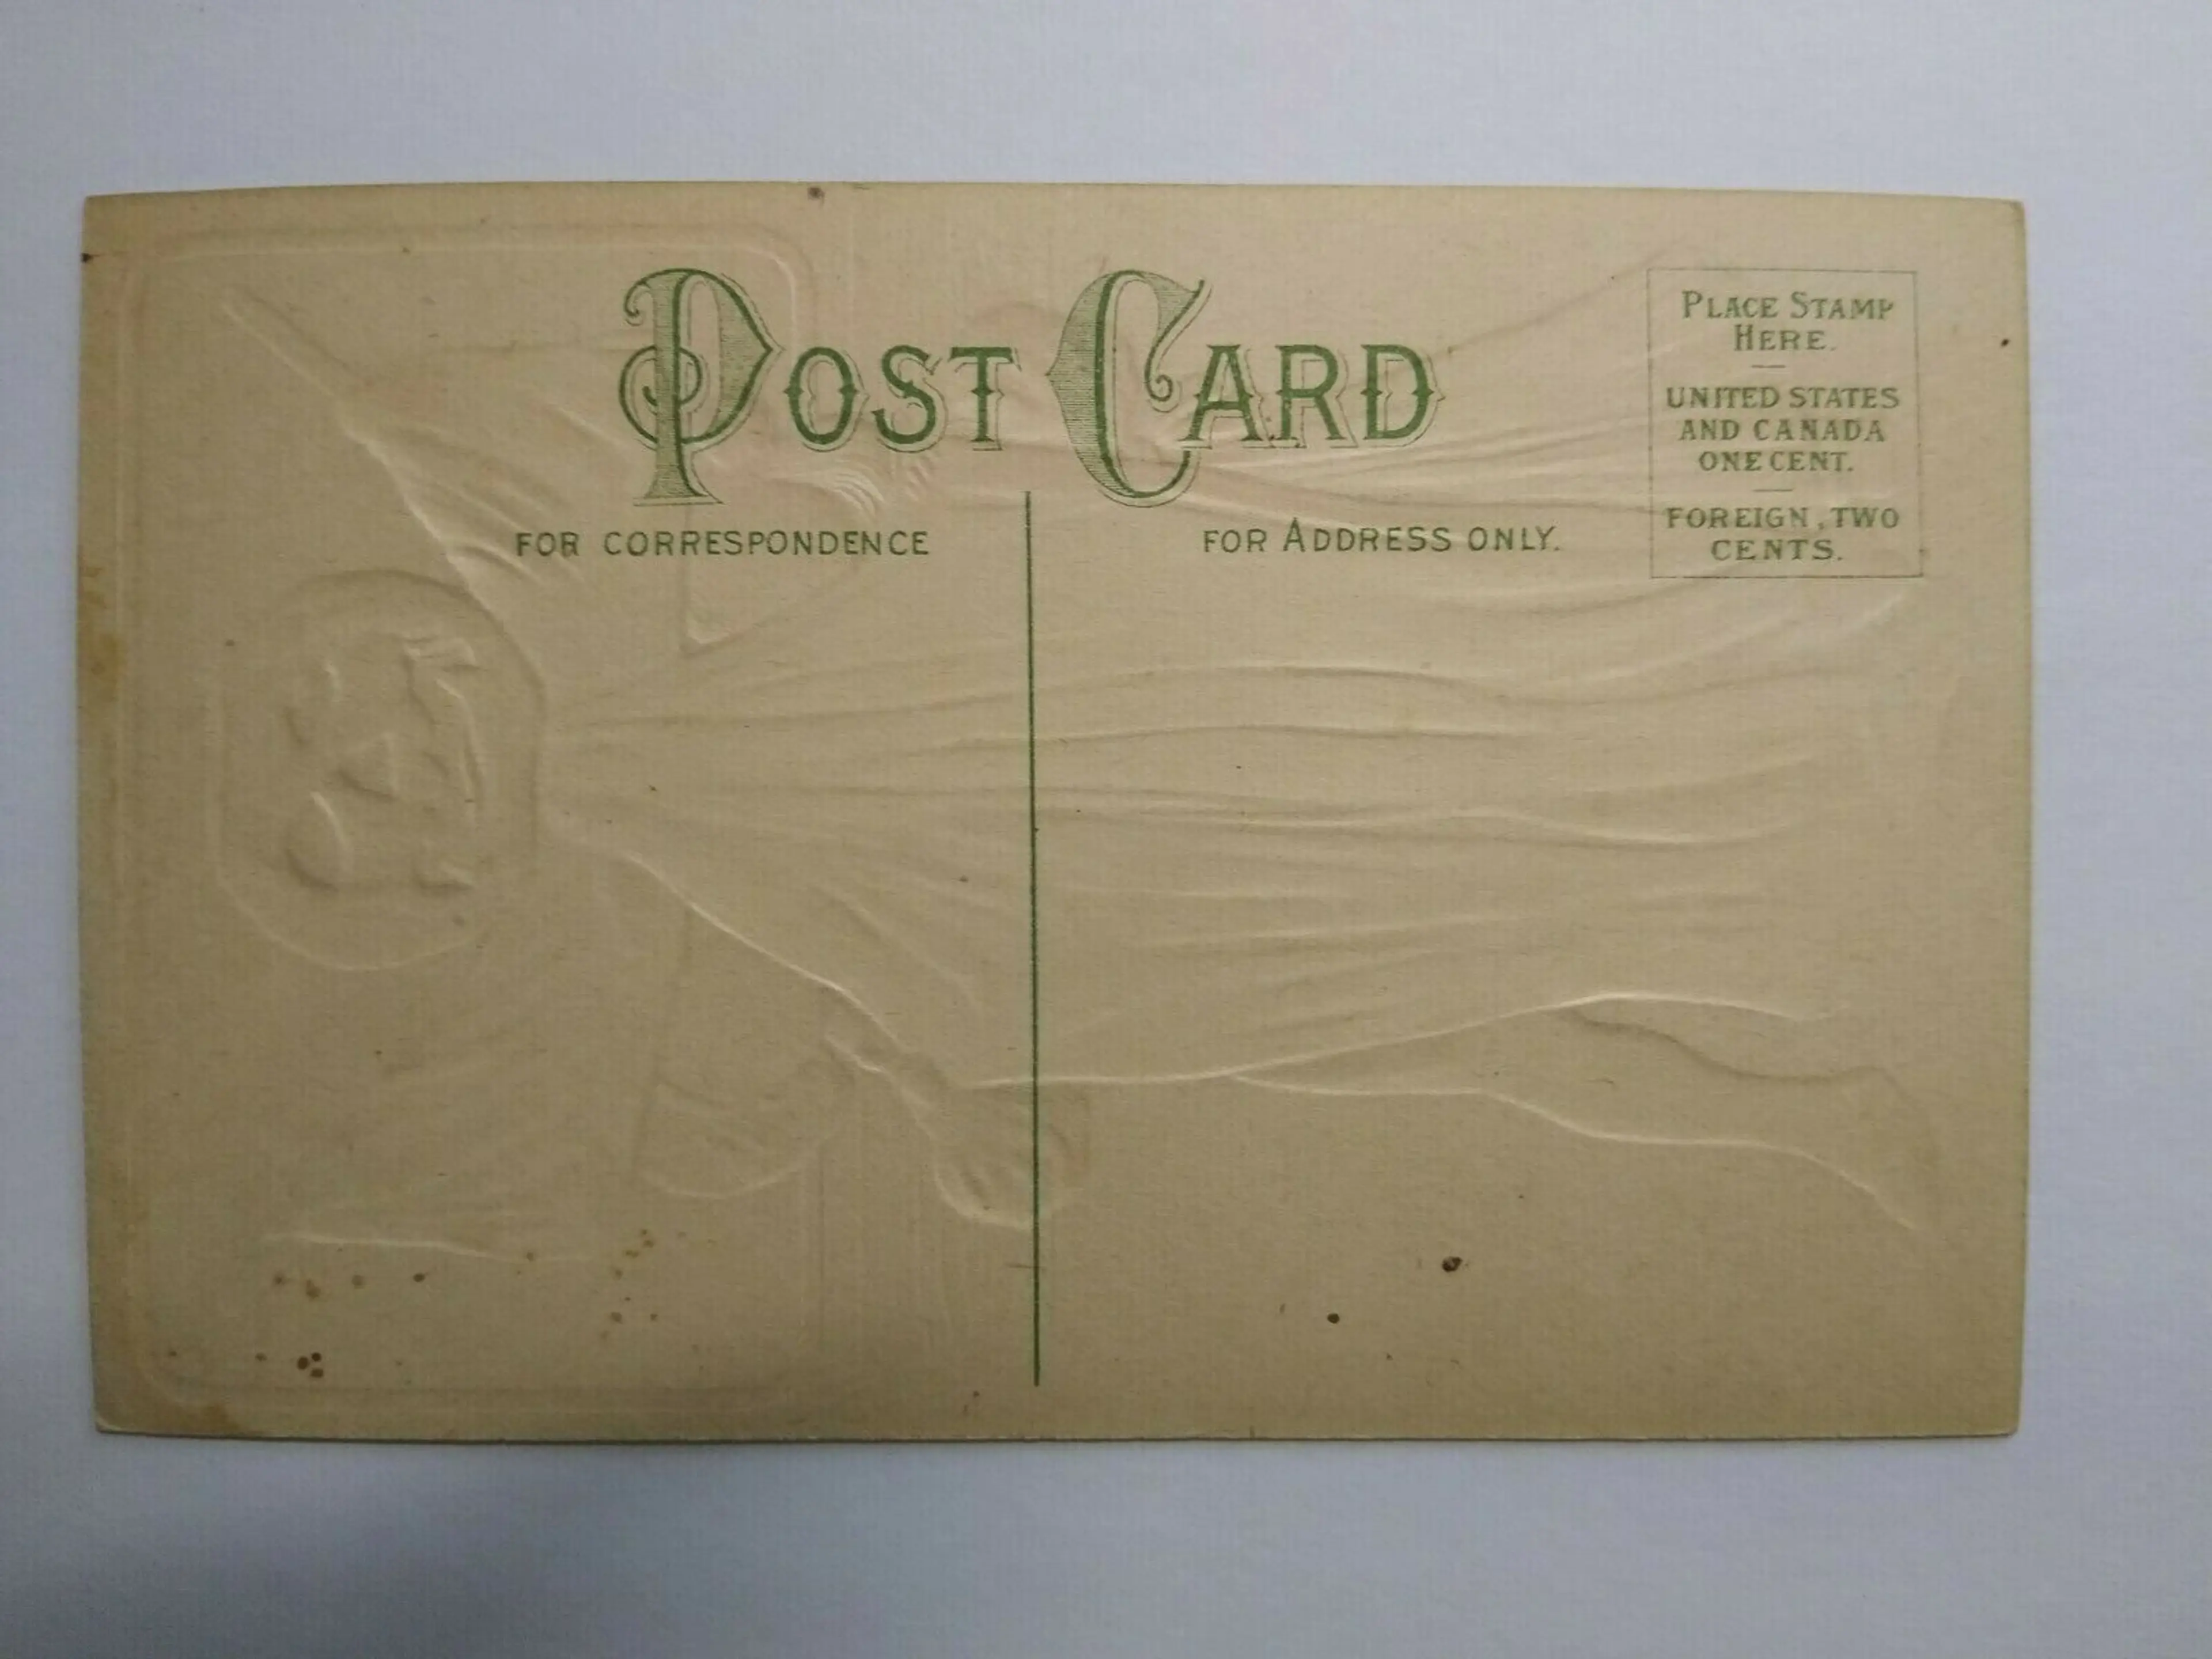 POST CARD
FOR CORRESPONDENCE
FOR ADDRESS ONLY.
PLACE STAMP
HERE.
UNITED STATES
AND CANADA
ONE CENT.
FOREIGN, TWO
CENTS.